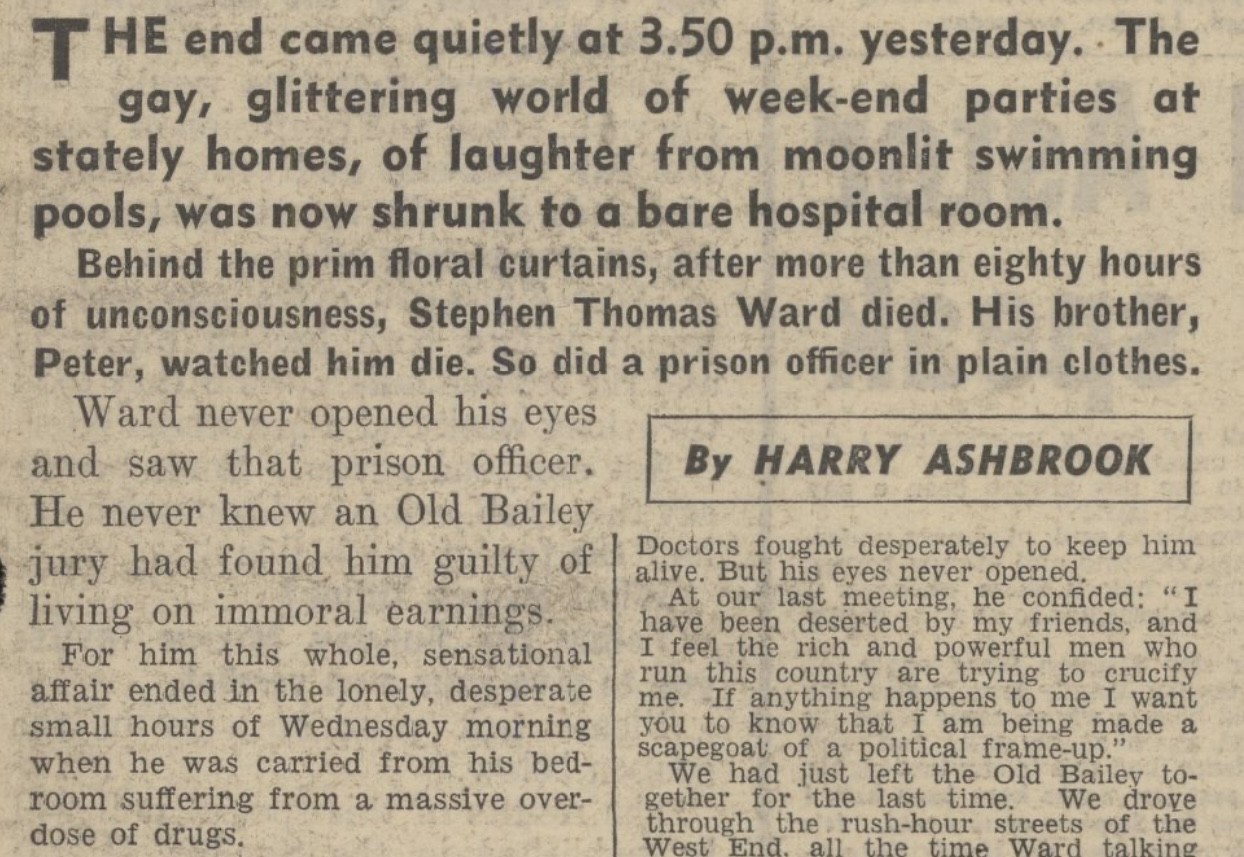 THE end came quietly at 3.50 p.m. yesterday. The
gay, glittering world of week-end parties at
stately homes, of laughter from moonlit swimming
pools, was now shrunk to a bare hospital room.
Behind the prim floral curtains, after more than eighty hours
of unconsciousness, Stephen Thomas Ward died. His brother,
Peter, watched him die. So did a prison officer in plain clothes.
Ward never opened his eyes
and saw that prison officer.
He never knew an Old Bailey
jury had found him guilty of
living on immoral earnings.
For him this whole, sensational
affair ended in the lonely, desperate
small hours of Wednesday morning
when he was carried from his bed-
room suffering from a massive over-
dose of drugs.
By HARRY ASHBROOK
Doctors fought desperately to keep him
alive. But his eyes never opened.
At our last meeting, he confided: "I
have been deserted by my friends, and
I feel the rich and powerful men who
run this country are trying to crucify
me. If anything happens to me I want
you to know that I am being made a
scapegoat of a political frame-up."
We had just left the Old Bailey to-
gether for the last time. We drove
through the rush-hour streets of the
West End, all the time Ward talking